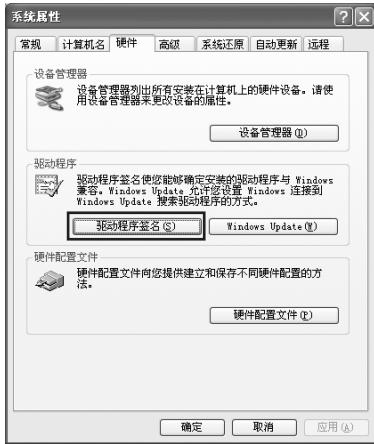 系统属性
常规 计算机名 硬件 高级 系统还原 自动更新 远程
设备管理器
设备管理器列出所有安装在计算机上的硬件设备。请使
用设备管理器来更改设备的属性。
设备管理器(D)
驱动程序
驱动程序签名使您能够确定安装的驱动程序与 Windows
兼容。Windows Update 允许您设置 Windows 连接到
Windows Update 搜索驱动程序的方式。
驱动程序签名(S) Windows Update(W)
硬件配置文件
硬件配置文件向您提供建立和保存不同硬件配置的方
法。
硬件配置文件(P)
确定 取消 应用(A)